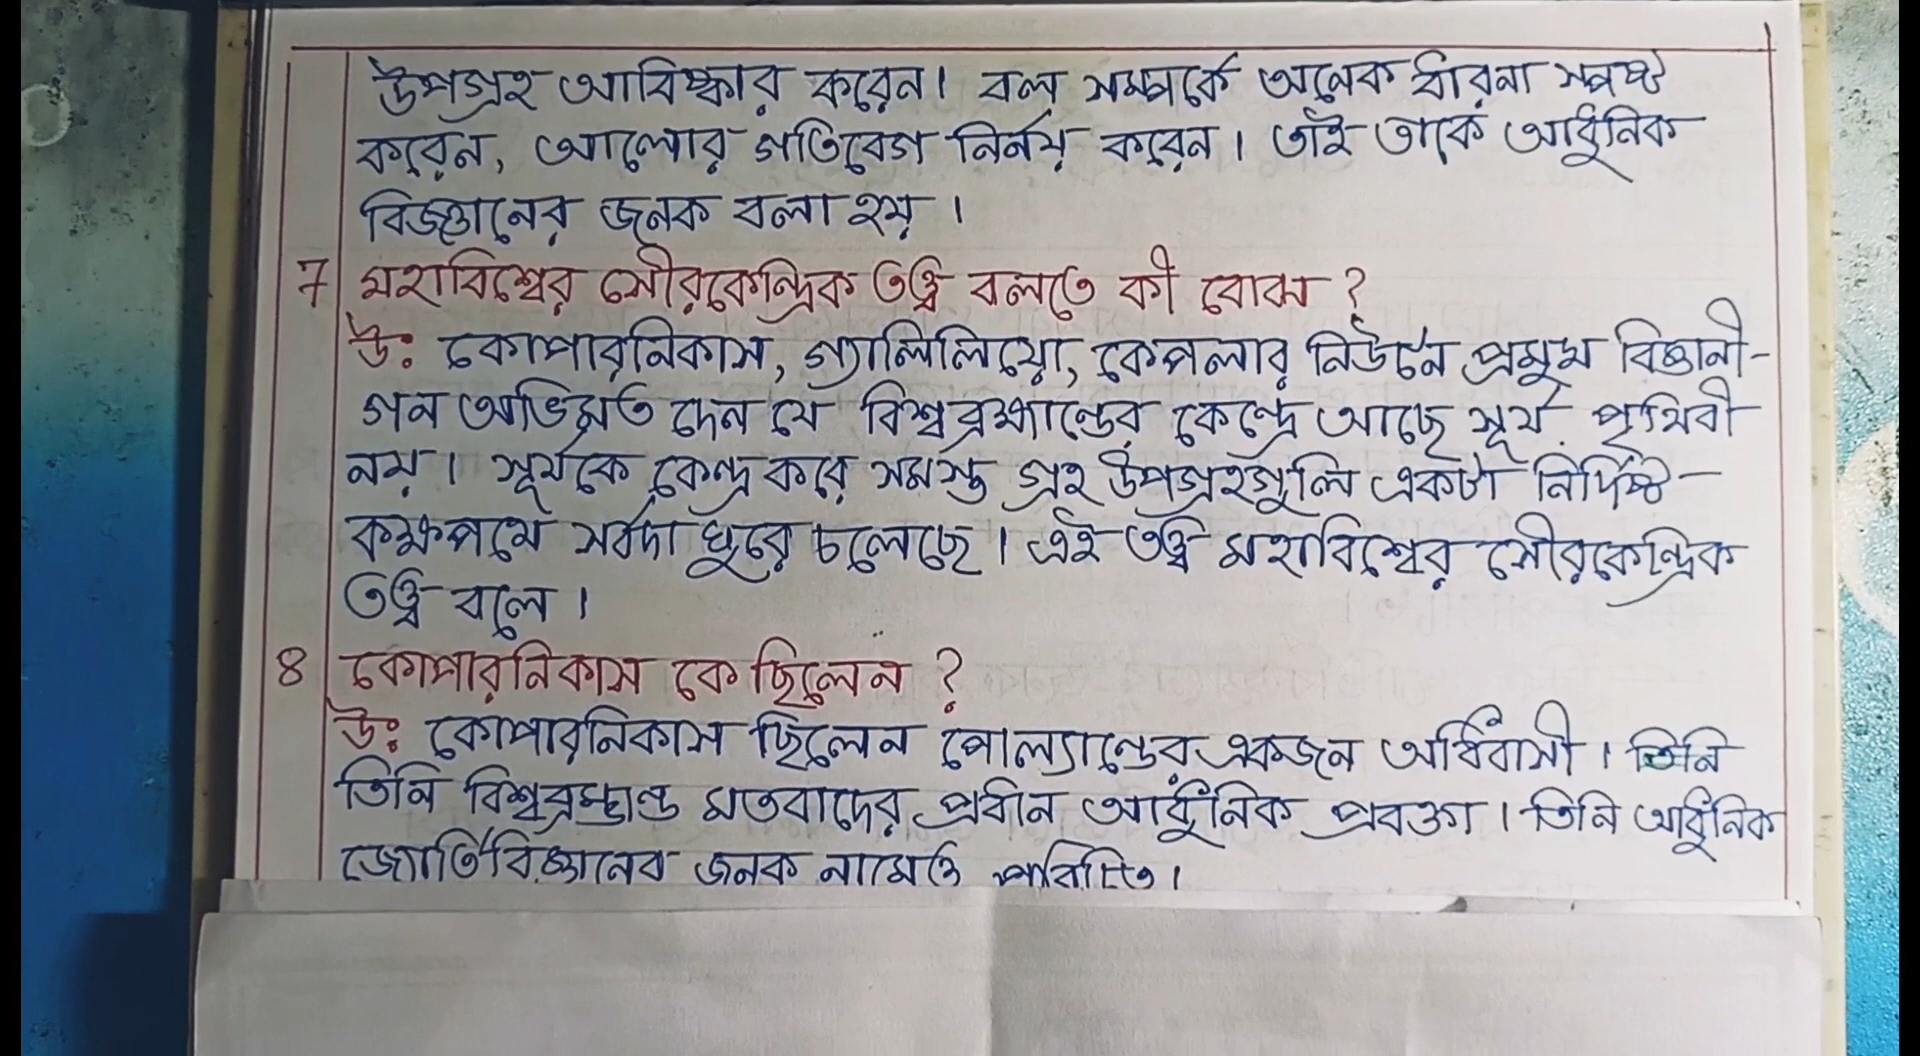 উপগ্রহ আবিষ্কার করেন। বল সম্পর্কে অনেক ধারনা স্পষ্ট
করেন, আলোর গতিবেগ নির্নয় করেন। তাই তাকে আধুনিক
বিজ্ঞানের জনক বলা হয়।
7 মহাবিশ্বের সৌরকেন্দ্রিক তত্ত্ব বলতে কী বোঝ ?
উঃ কোপারনিকাস, গ্যালিলিয়ো, কেপলার নিউটন প্রমুখ বিজ্ঞানী-
গন অভিমত দেন যে বিশ্বব্রহ্মাণ্ডের কেন্দ্রে আছে সূর্য পৃথিবী
নয়। সূর্যকে কেন্দ্র করে সমস্ত গ্রহ উপগ্রহগুলি একটা নির্দিষ্ট-
কক্ষপথে সর্বদা ঘুরে চলেছে। এই তত্ত্ব মহাবিশ্বের সৌরকেন্দ্রিক
তত্ত্ব বলে।
8 কোপারনিকাস কে ছিলেন ?
উঃ কোপারনিকাস ছিলেন পোল্যাণ্ডের একজন অধিবাসী। তিনি
তিনি বিশ্বব্রহ্মাণ্ড মতবাদের প্রবীন আধুনিক প্রবক্তা। তিনি আধুনিক
জ্যোতির্বিজ্ঞানের জনক নামেও পরিচিত।